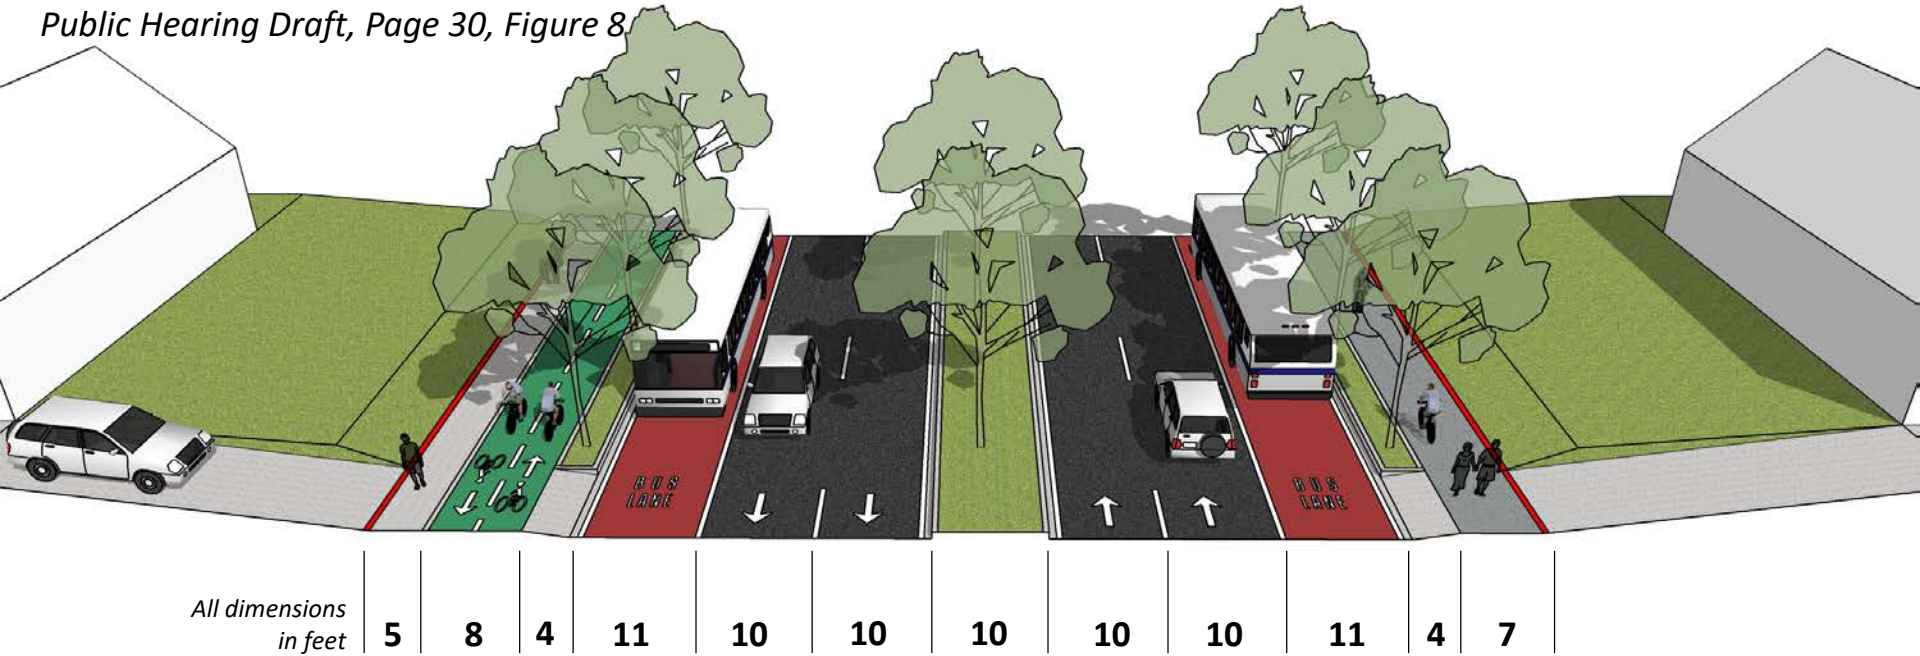 Public Hearing Draft, Page 30, Figure 8
BUS
LANE
BUS
LANE
All dimensions
in feet
5 8 4 11 10 10 10 10 10 11 4 7